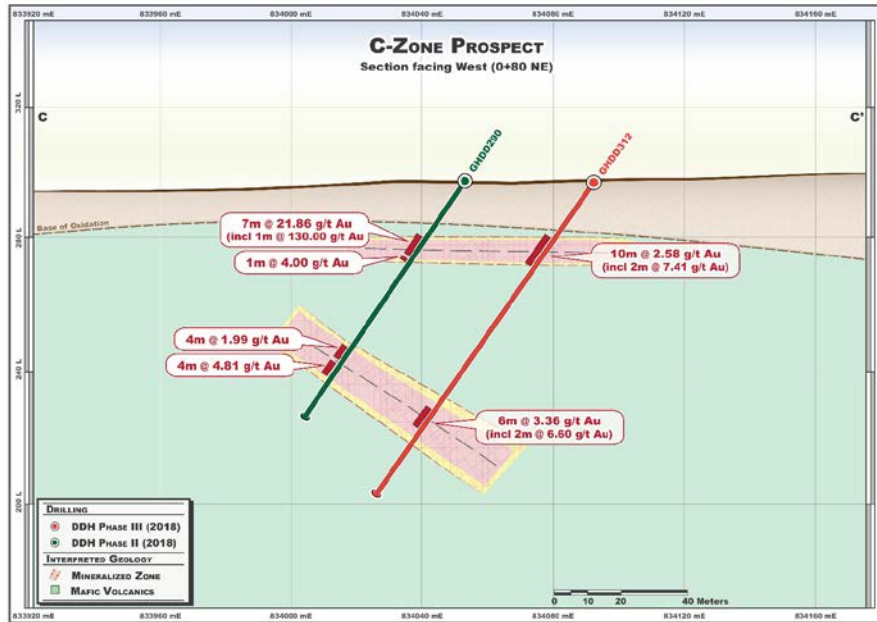 833920 mE
833960 mE
834000 mE
834040 mE
834086 mE
834120 mE
834160 mE
C-ZONE PROSPECT
Section facing West (0+80 NE)
320 L
C
C'
GHDD290
GHDD312
Base of Oxidation
280 L
7m @ 21.86 g/t Au
(incl 1m @ 130.00 g/t Au)
1m @ 4.00 g/t Au
10m @ 2.58 g/t Au
(incl 2m @ 7.41 g/t Au)
4m @ 1.99 g/t Au
4m @ 4.81 g/t Au
240 L
240 L
6m @ 3.36 g/t Au
(incl 2m @ 6.60 g/t Au)
200 L
200 L
DRILLING
DDH PHASE III (2018)
DDH PHASE II (2018)
INTERPRETED GEOLOGY
MINERALIZED ZONE
MAFIC VOLCANICS
0 10 20 40 METERS
833920 mE
833960 mE
834000 mE
834040 mE
834086 mE
834120 mE
834160 mE